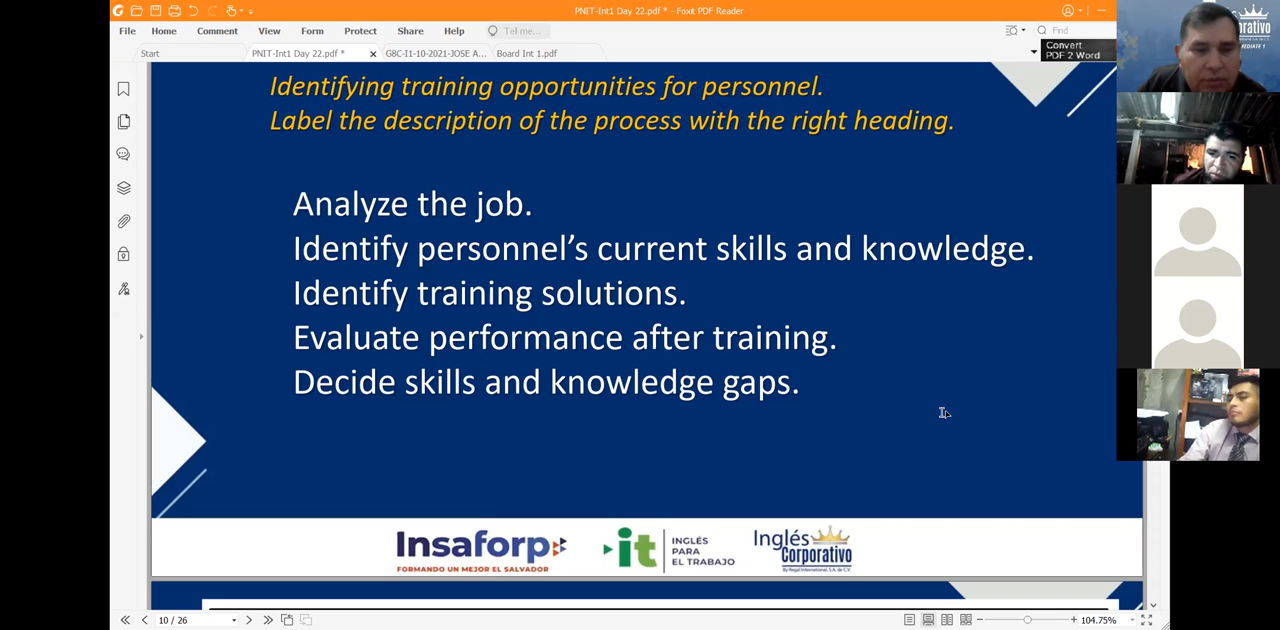 PNIT-Int1 Day 22.pdf * - Foxit PDF Reader
File Home Comment View Form Protect Share Help Tell me... Find
Start PNIT-Int1 Day 22.pdf * G8C-I1-10-2021-JOSE A... Board Int 1.pdf
Convert
PDF 2 Word
Identifying training opportunities for personnel.
Label the description of the process with the right heading.
Analyze the job.
Identify personnel’s current skills and knowledge.
Identify training solutions.
Evaluate performance after training.
Decide skills and knowledge gaps.
Insaforp
FORMANDO UN MEJOR EL SALVADOR
it
INGLÉS
PARA
EL TRABAJO
Inglés
Corporativo
By Regal International, S.A. de C.V.
10 / 26
104.75%